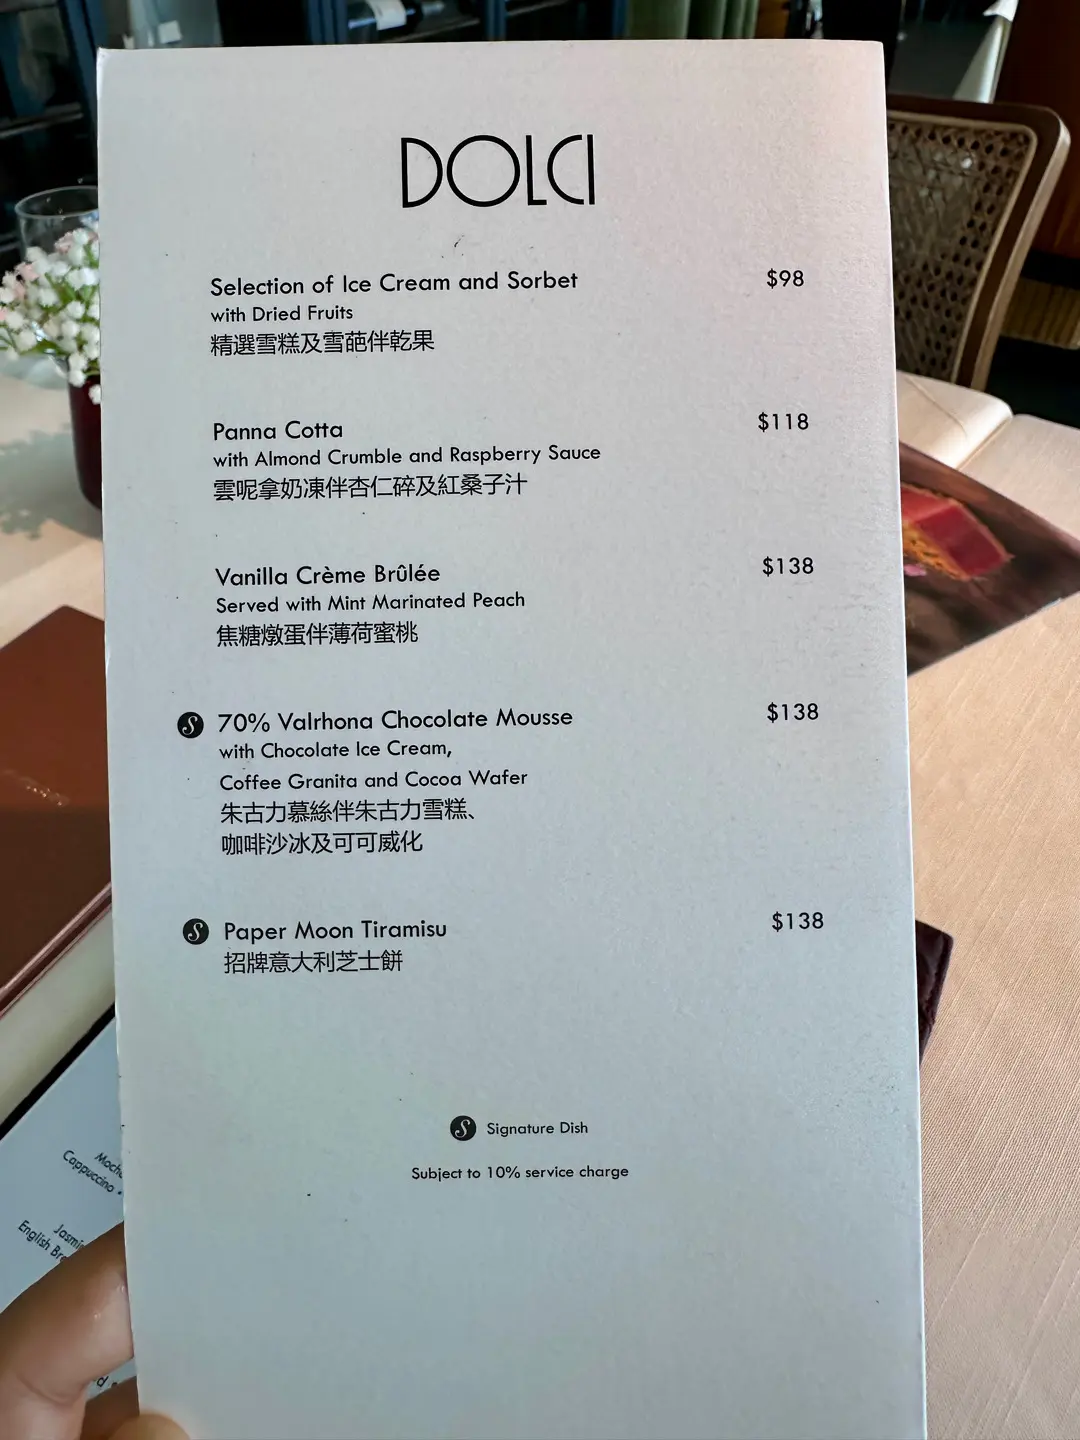 DOLCI
Selection of Ice Cream and Sorbet $98
with Dried Fruits
精選雪糕及雪葩伴乾果
Panna Cotta $118
with Almond Crumble and Raspberry Sauce
雲呢拿奶凍伴杏仁碎及紅桑子汁
Vanilla Crème Brûlée $138
Served with Mint Marinated Peach
焦糖燉蛋伴薄荷蜜桃
S 70% Valrhona Chocolate Mousse $138
with Chocolate Ice Cream,
Coffee Granita and Cocoa Wafer
朱古力慕絲伴朱古力雪糕、
咖啡沙冰及可可威化
S Paper Moon Tiramisu $138
招牌意大利芝士餅
S Signature Dish
Subject to 10% service charge
Cappuccino •
English